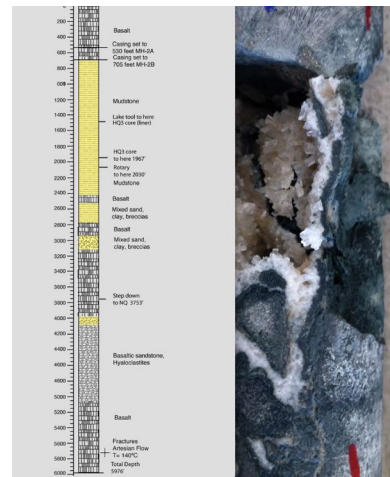 Basalt
200
400
Casing set to
530 feet MH-2A
600
Casing set to
705 feet MH-2B
800
1000
Mudstone
1200
1400
Lake tool to here
HQ3 core (liner)
1600
1800
HQ3 core
to here 1967'
2000
Rotary
to here 2030'
2200
Mudstone
2400
Basalt
2600
Mixed sand,
clay, breccias
2800
Basalt
3000
Mixed sand,
clay, breccias
3200
3400
3600
Step down
to NQ 3753'
3800
4000
4200
4400
Basaltic sandstone,
Hyaloclastites
4600
4800
5000
5200
Basalt
5400
5600
Fractures
Artesian Flow
T= 140°C
5800
Total Depth
5976'
6000